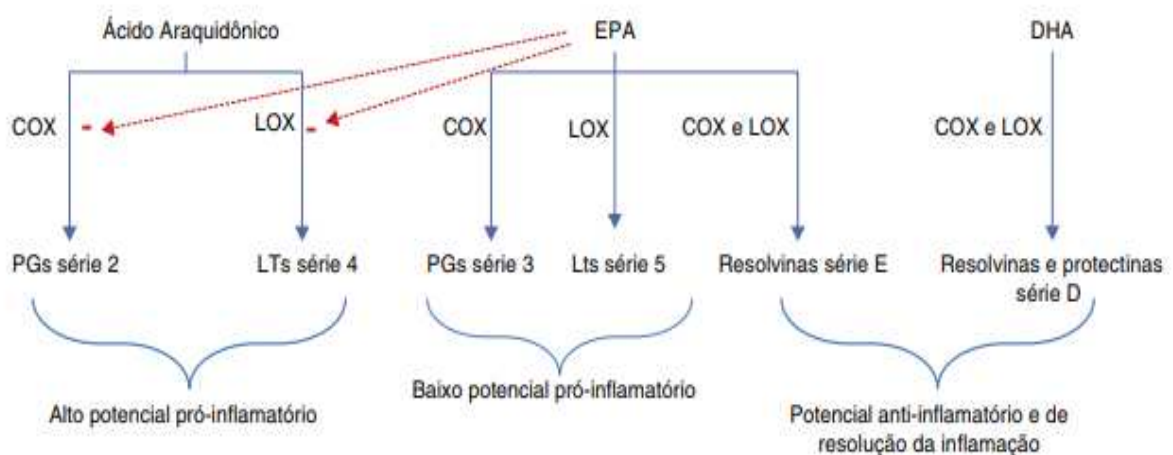 Ácido Araquidônico
EPA
DHA
COX
-
LOX
-
COX
LOX
COX e LOX
COX e LOX
PGs série 2
LTs série 4
PGs série 3
Lts série 5
Resolvinas série E
Resolvinas e protectinas
série D
Alto potencial pró-inflamatório
Baixo potencial pró-inflamatório
Potencial anti-inflamatório e de
resolução da inflamação